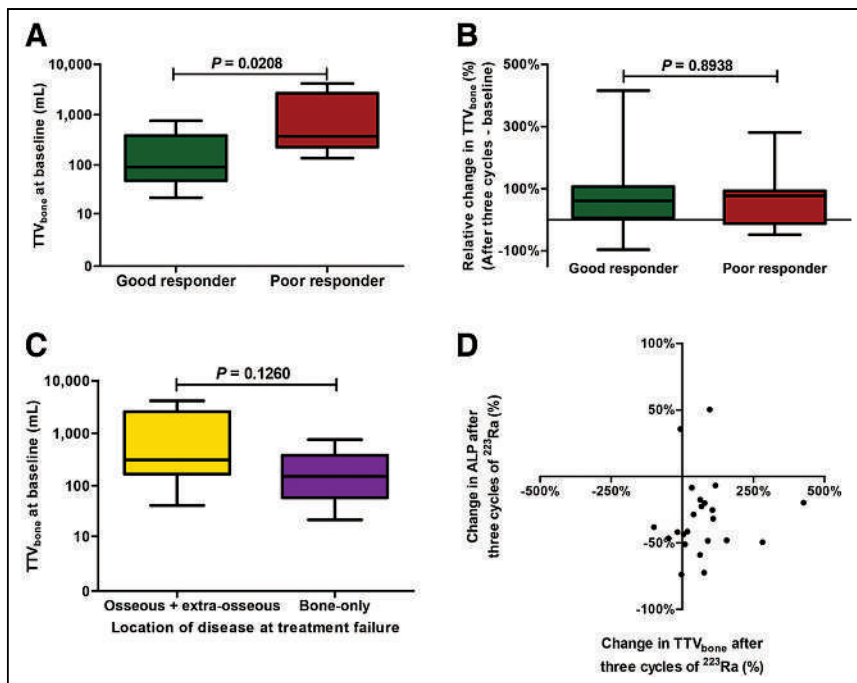 A
TTVbone at baseline (mL)
10,000
1,000
100
10
0
P = 0.0208
Good responder
Poor responder
B
Relative change in TTVbone (%)
(After three cycles - baseline)
500%
300%
100%
-100%
P = 0.8938
Good responder
Poor responder
C
TTVbone at baseline (mL)
10,000
1,000
100
10
0
P = 0.1260
Osseous + extra-osseous
Bone-only
Location of disease at treatment failure
D
Change in ALP after
three cycles of 223Ra (%)
100%
50%
-500%
-250%
250%
500%
-50%
-100%
Change in TTVbone after
three cycles of 223Ra (%)